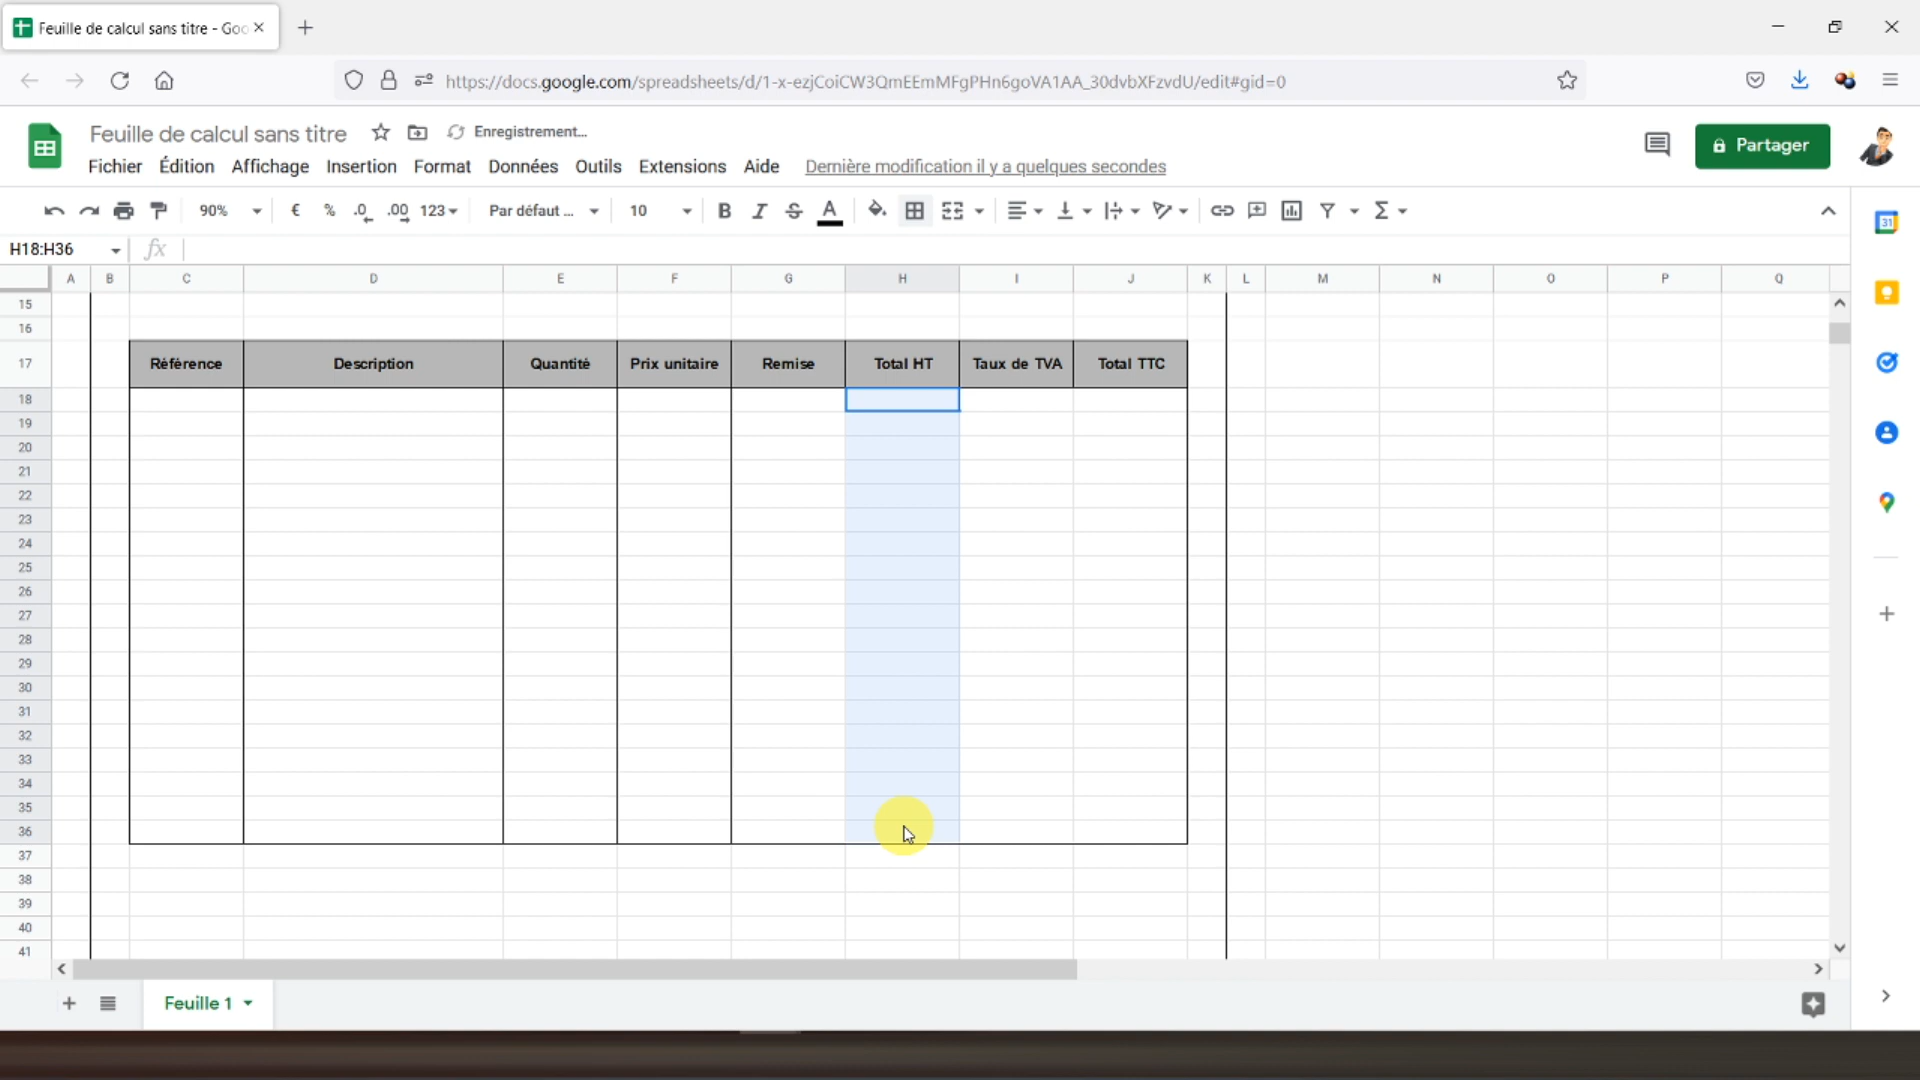 Feuille de calcul sans titre - Goo
https://docs.google.com/spreadsheets/d/1-x-ezjCoiCW3QmEEmMFgPHn6goVA1AA_30dvbXFzvdU/edit#gid=0
Feuille de calcul sans titre
Enregistrement...
Partager
Fichier Édition Affichage Insertion Format Données Outils Extensions Aide Dernière modification il y a quelques secondes
90% € % .0 .00 123 Par défaut ... 10 B I S A
31
H18:H36 fx
A B C D E F G H I J K L M N O P Q
15
16
17 Référence Description Quantité Prix unitaire Remise Total HT Taux de TVA Total TTC
18
19
20
21
22
23
24
25
26
27
28
29
30
31
32
33
34
35
36
37
38
39
40
41
Feuille 1